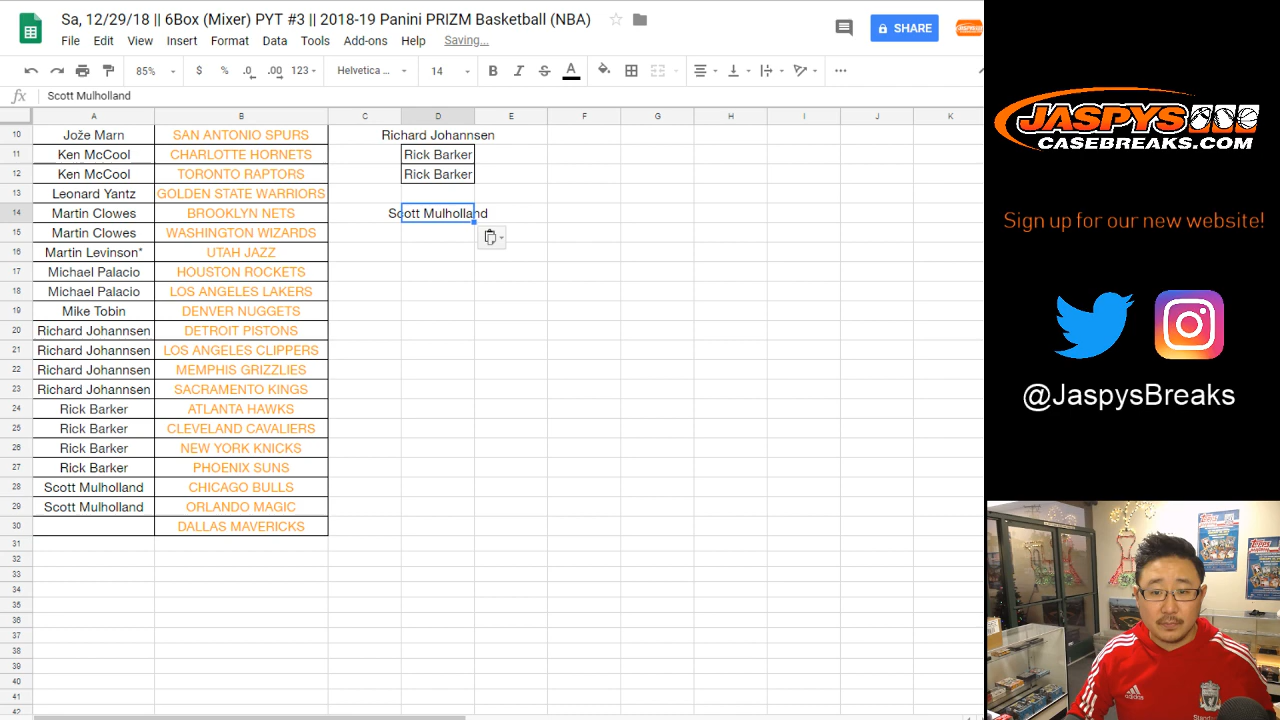 Sa, 12/29/18 || 6Box (Mixer) PYT #3 || 2018-19 Panini PRIZM Basketball (NBA)
File Edit View Insert Format Data Tools Add-ons Help Saving...
SHARE
85% $ % .0 .00 123 Helvetica ... 14 B I S A
fx Scott Mulholland
A B C D E F G H I J K
10 Jože Marn SAN ANTONIO SPURS Richard Johannsen
11 Ken McCool CHARLOTTE HORNETS Rick Barker
12 Ken McCool TORONTO RAPTORS Rick Barker
13 Leonard Yantz GOLDEN STATE WARRIORS
14 Martin Clowes BROOKLYN NETS Scott Mulholland
15 Martin Clowes WASHINGTON WIZARDS
16 Martin Levinson* UTAH JAZZ
17 Michael Palacio HOUSTON ROCKETS
18 Michael Palacio LOS ANGELES LAKERS
19 Mike Tobin DENVER NUGGETS
20 Richard Johannsen DETROIT PISTONS
21 Richard Johannsen LOS ANGELES CLIPPERS
22 Richard Johannsen MEMPHIS GRIZZLIES
23 Richard Johannsen SACRAMENTO KINGS
24 Rick Barker ATLANTA HAWKS
25 Rick Barker CLEVELAND CAVALIERS
26 Rick Barker NEW YORK KNICKS
27 Rick Barker PHOENIX SUNS
28 Scott Mulholland CHICAGO BULLS
29 Scott Mulholland ORLANDO MAGIC
30 DALLAS MAVERICKS
31
32
33
34
35
36
37
38
39
40
41
42
JASPYS
CASEBREAKS.COM
Sign up for our new website!
@JaspysBreaks
Topps
Topps
adidas